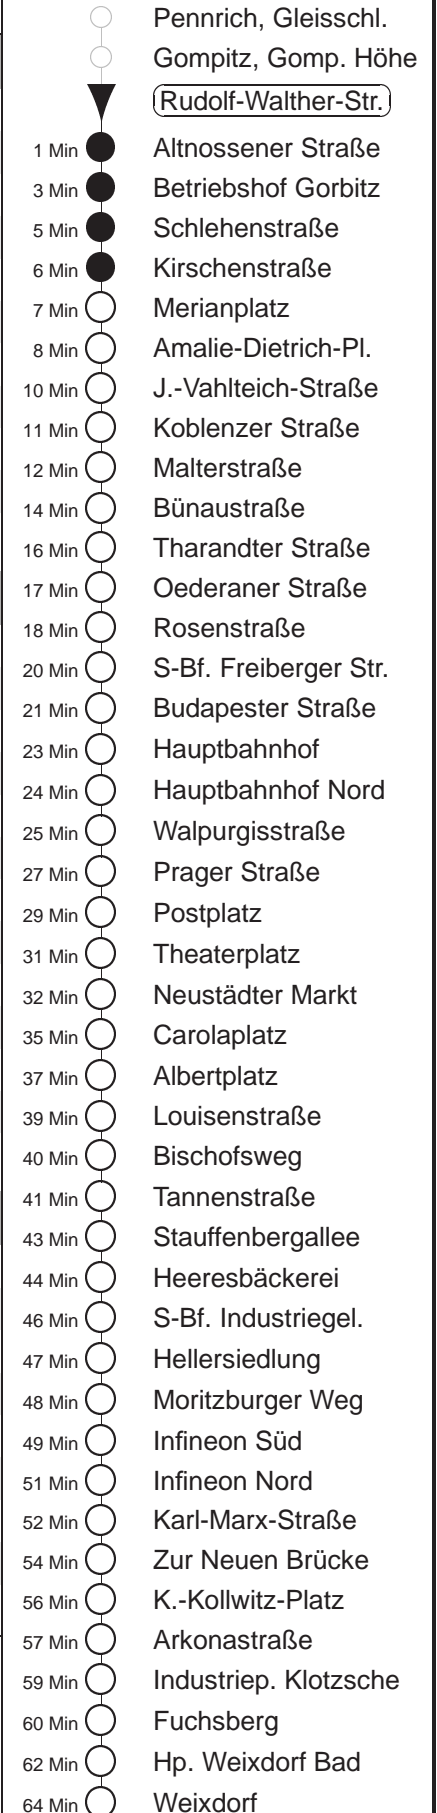 Pennrich, Gleisschl.
Gompitz, Gomp. Höhe
Rudolf-Walther-Str.
1 Min Altnossener Straße
3 Min Betriebshof Gorbitz
5 Min Schlehenstraße
6 Min Kirschenstraße
7 Min Merianplatz
8 Min Amalie-Dietrich-Pl.
10 Min J.-Vahlteich-Straße
11 Min Koblenzer Straße
12 Min Malterstraße
14 Min Bünaustraße
16 Min Tharandter Straße
17 Min Oederaner Straße
18 Min Rosenstraße
20 Min S-Bf. Freiberger Str.
21 Min Budapester Straße
23 Min Hauptbahnhof
24 Min Hauptbahnhof Nord
25 Min Walpurgisstraße
27 Min Prager Straße
29 Min Postplatz
31 Min Theaterplatz
32 Min Neustädter Markt
35 Min Carolaplatz
37 Min Albertplatz
39 Min Louisenstraße
40 Min Bischofsweg
41 Min Tannenstraße
43 Min Stauffenbergallee
44 Min Heeresbäckerei
46 Min S-Bf. Industriegel.
47 Min Hellersiedlung
48 Min Moritzburger Weg
49 Min Infineon Süd
51 Min Infineon Nord
52 Min Karl-Marx-Straße
54 Min Zur Neuen Brücke
56 Min K.-Kollwitz-Platz
57 Min Arkonastraße
59 Min Industriep. Klotzsche
60 Min Fuchsberg
62 Min Hp. Weixdorf Bad
64 Min Weixdorf